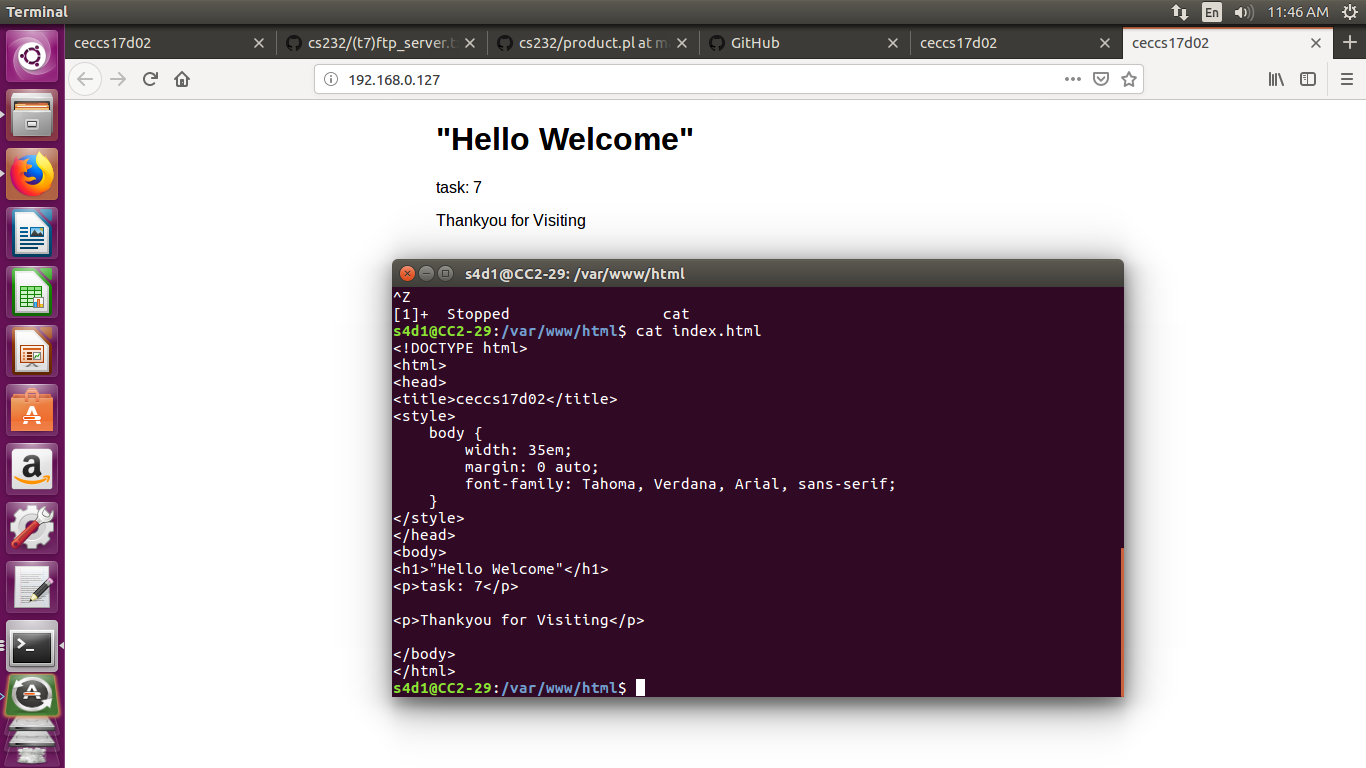 Terminal
En
11:46 AM
ceccs17d02
cs232/(t7)ftp_server.t
cs232/product.pl at m
GitHub
ceccs17d02
ceccs17d02
192.168.0.127
"Hello Welcome"
task: 7
Thankyou for Visiting
s4d1@CC2-29: /var/www/html
^Z
[1]+  Stopped                 cat
s4d1@CC2-29:/var/www/html$ cat index.html
<!DOCTYPE html>
<html>
<head>
<title>ceccs17d02</title>
<style>
    body {
        width: 35em;
        margin: 0 auto;
        font-family: Tahoma, Verdana, Arial, sans-serif;
    }
</style>
</head>
<body>
<h1>"Hello Welcome"</h1>
<p>task: 7</p>

<p>Thankyou for Visiting</p>

</body>
</html>
s4d1@CC2-29:/var/www/html$